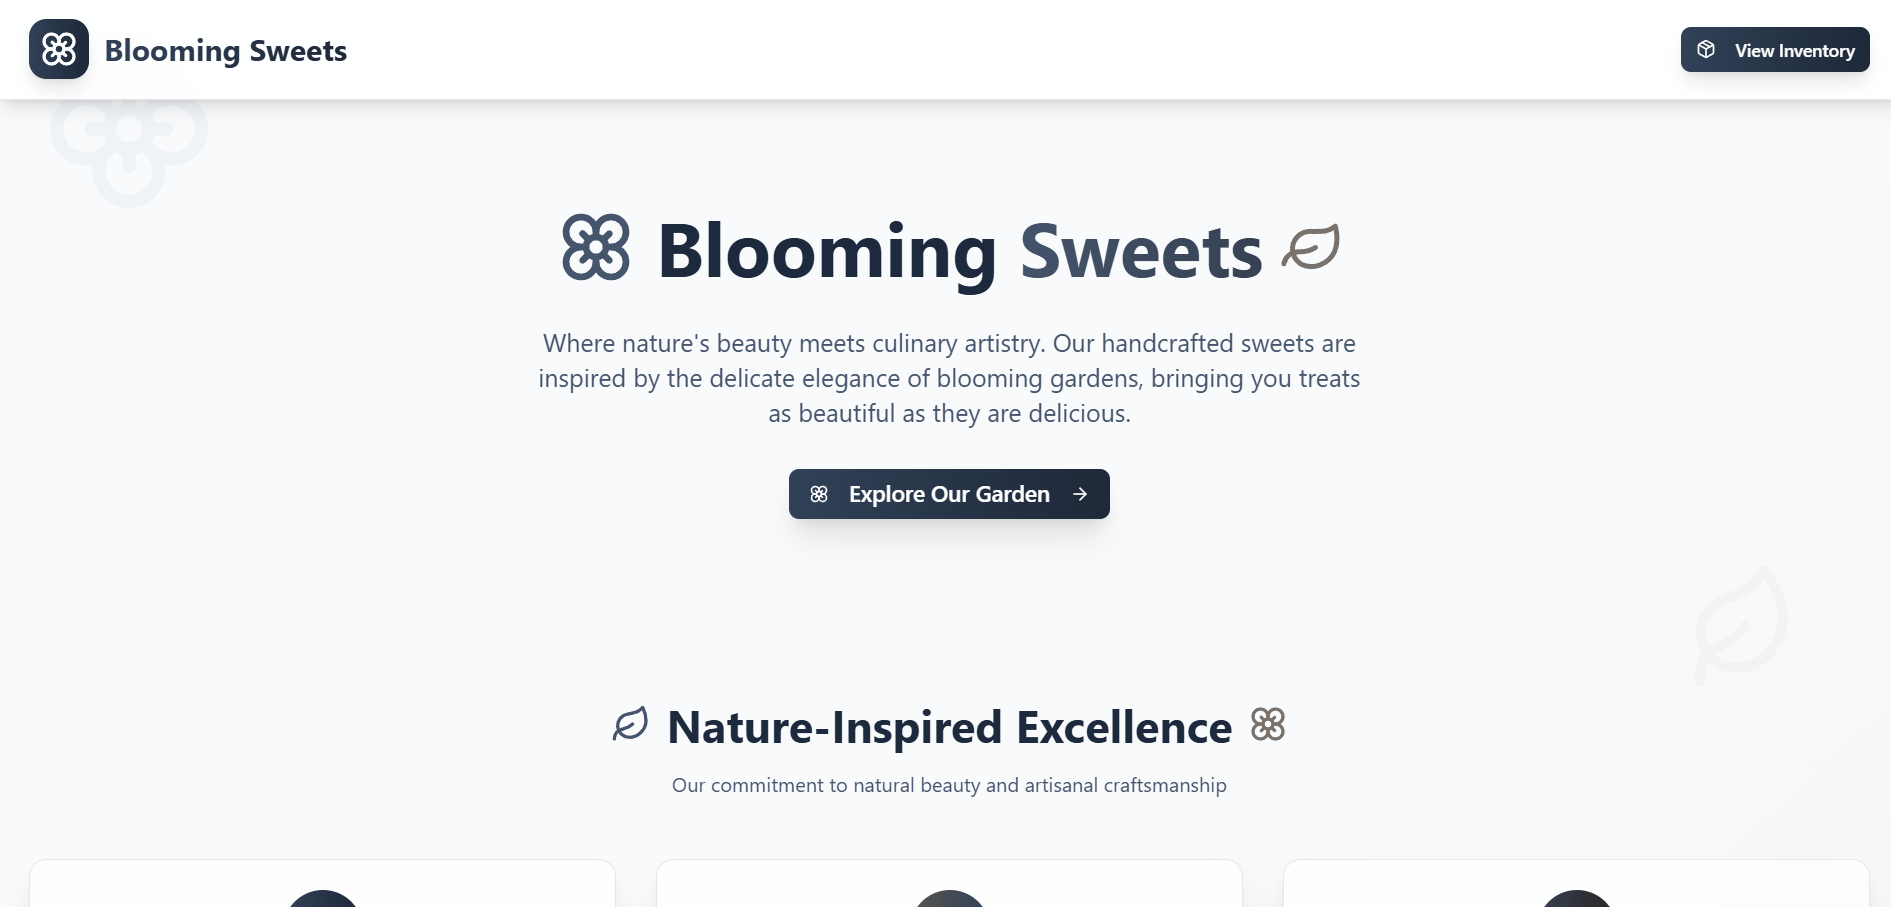 Blooming Sweets
View Inventory
Blooming Sweets
Where nature's beauty meets culinary artistry. Our handcrafted sweets are
inspired by the delicate elegance of blooming gardens, bringing you treats
as beautiful as they are delicious.
Explore Our Garden
Nature-Inspired Excellence
Our commitment to natural beauty and artisanal craftsmanship